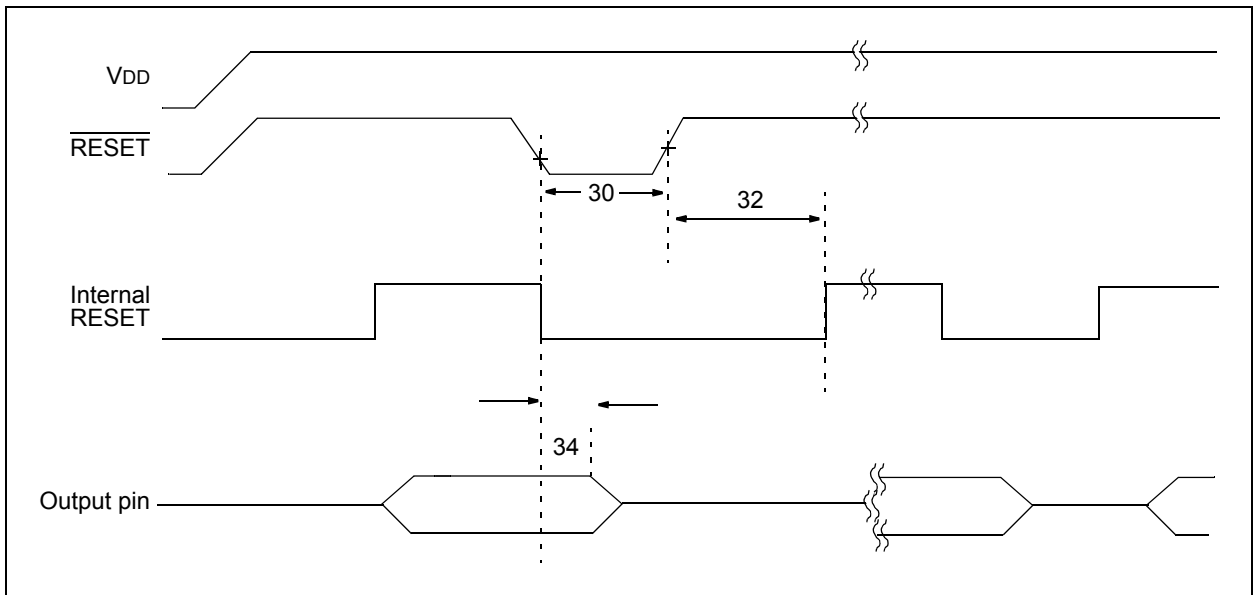 VDD
RESET
30
32
Internal
RESET
34
Output pin